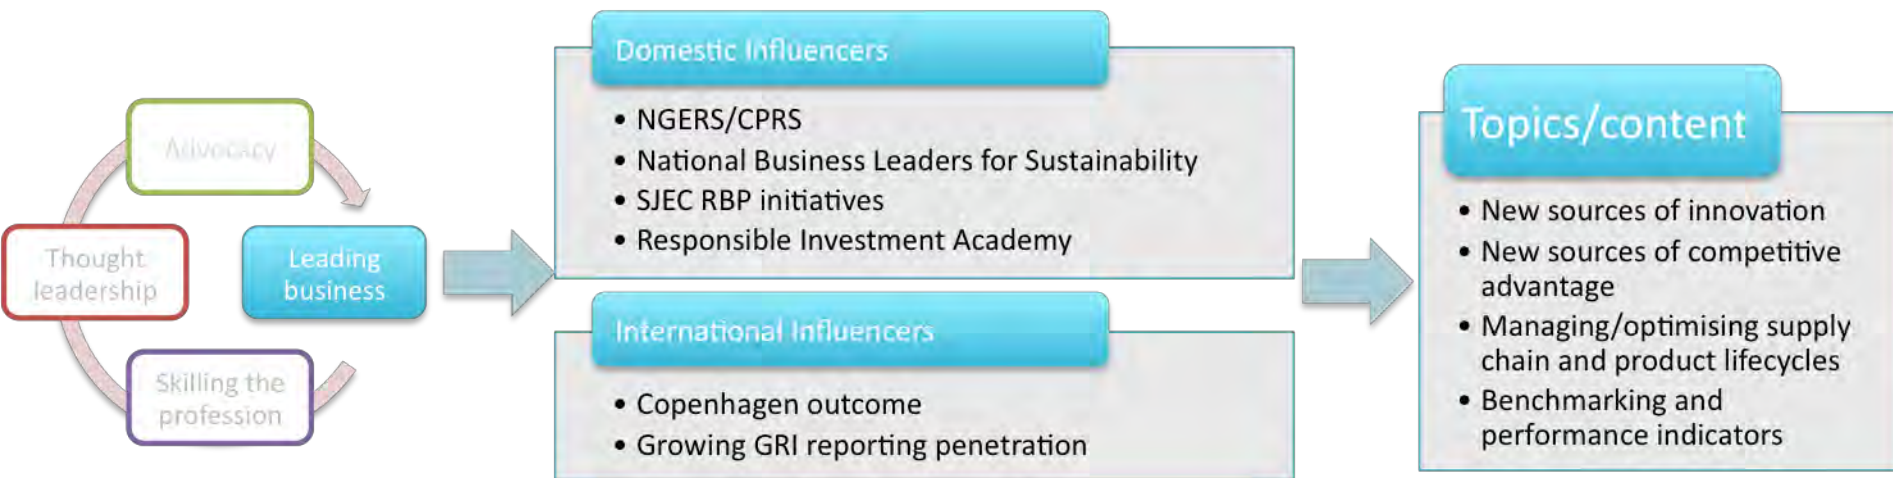 Advocacy
Thought
leadership
Leading
business
Skilling the
profession
Domestic Influencers
• NGERS/CPRS
• National Business Leaders for Sustainability
• SJEC RBP initiatives
• Responsible Investment Academy
International Influencers
• Copenhagen outcome
• Growing GRI reporting penetration
Topics/content
• New sources of innovation
• New sources of competitive
advantage
• Managing/optimising supply
chain and product lifecycles
• Benchmarking and
performance indicators